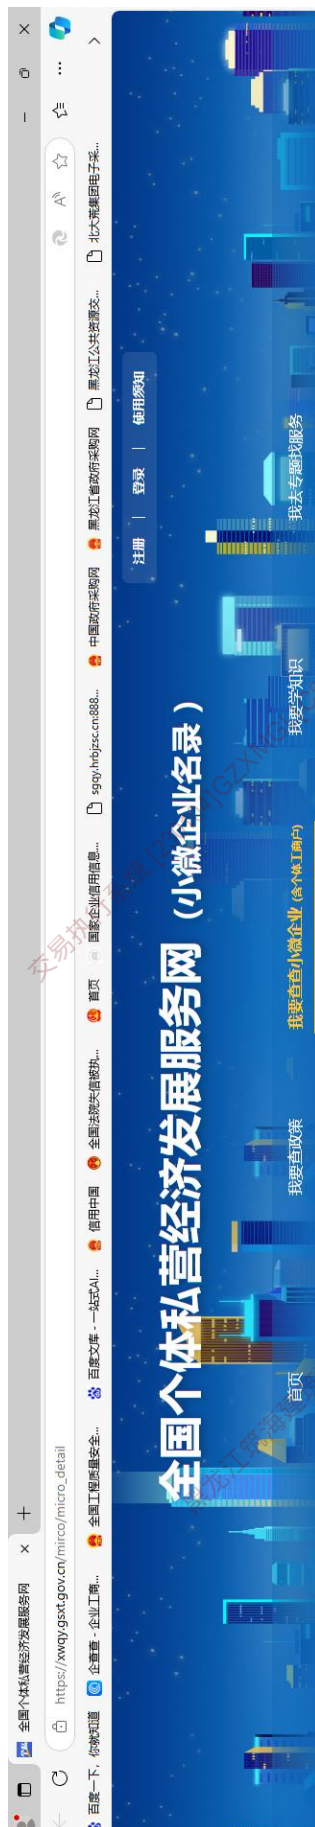 全国个体私营经济发展服务网
https://xwqy.gsxt.gov.cn/mirco/micro_detail
百度一下，你就知道 企查查 - 企业工商... 全国工程质量安全... 百度文库 - 一站式AI... 信用中国 全国法院失信被执... 首页 国家企业信用信息... sgqy.hrbjzsc.cn:888... 中国政府采购网 黑龙江省政府采购网 黑龙江公共资源交... 北大荒集团电子采...
注册 | 登录 | 使用须知
全国个体私营经济发展服务网（小微企业名录）
首页 我要查政策 我要查查小微企业（含个体工商户） 我要学知识 我去专题找服务